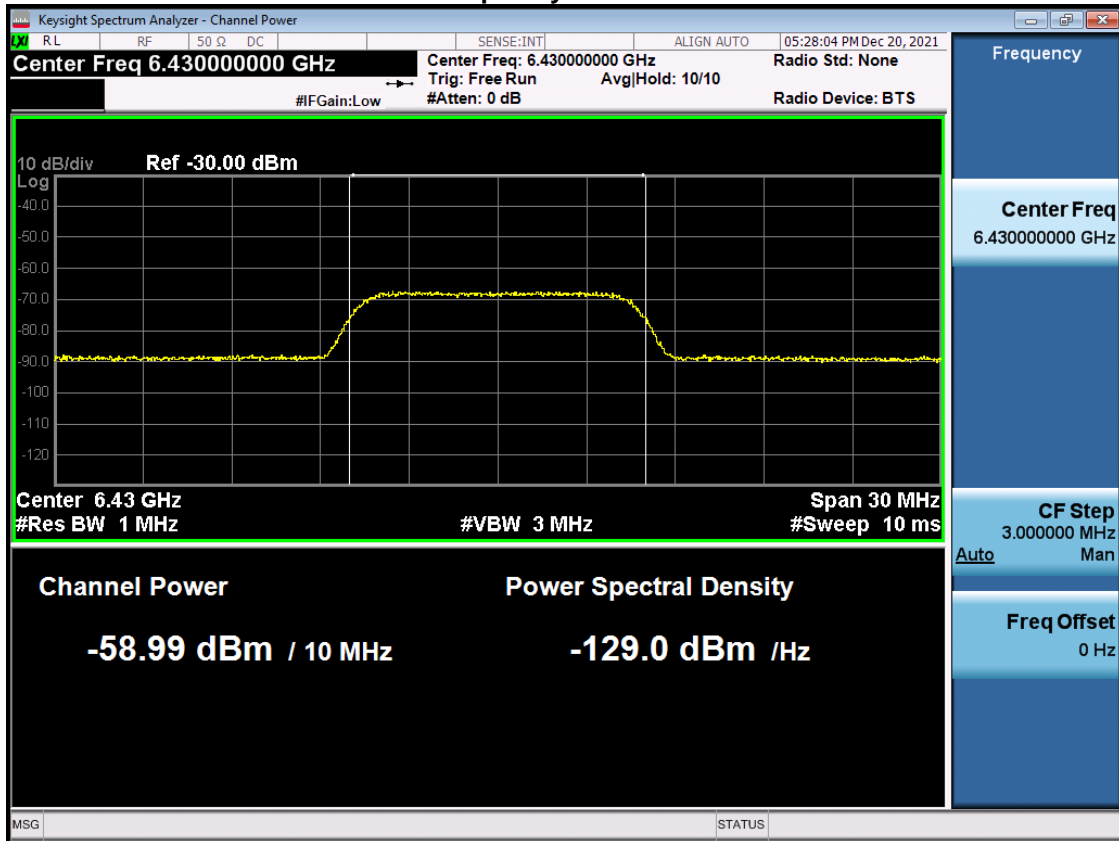 Keysight Spectrum Analyzer - Channel Power
LXI RL RF 50 Ω DC SENSE:INT ALIGN AUTO 05:28:04 PM Dec 20, 2021
Center Freq 6.430000000 GHz
Center Freq: 6.430000000 GHz
Radio Std: None
Trig: Free Run
Avg|Hold: 10/10
#IFGain:Low
#Atten: 0 dB
Radio Device: BTS
10 dB/div Ref -30.00 dBm
Log
-40.0
-50.0
-60.0
-70.0
-80.0
-90.0
-100
-110
-120
Center 6.43 GHz
Span 30 MHz
#Res BW 1 MHz
#VBW 3 MHz
#Sweep 10 ms
Channel Power
Power Spectral Density
-58.99 dBm / 10 MHz
-129.0 dBm /Hz
Frequency
Center Freq
6.430000000 GHz
CF Step
3.000000 MHz
Auto Man
Freq Offset
0 Hz
MSG
STATUS